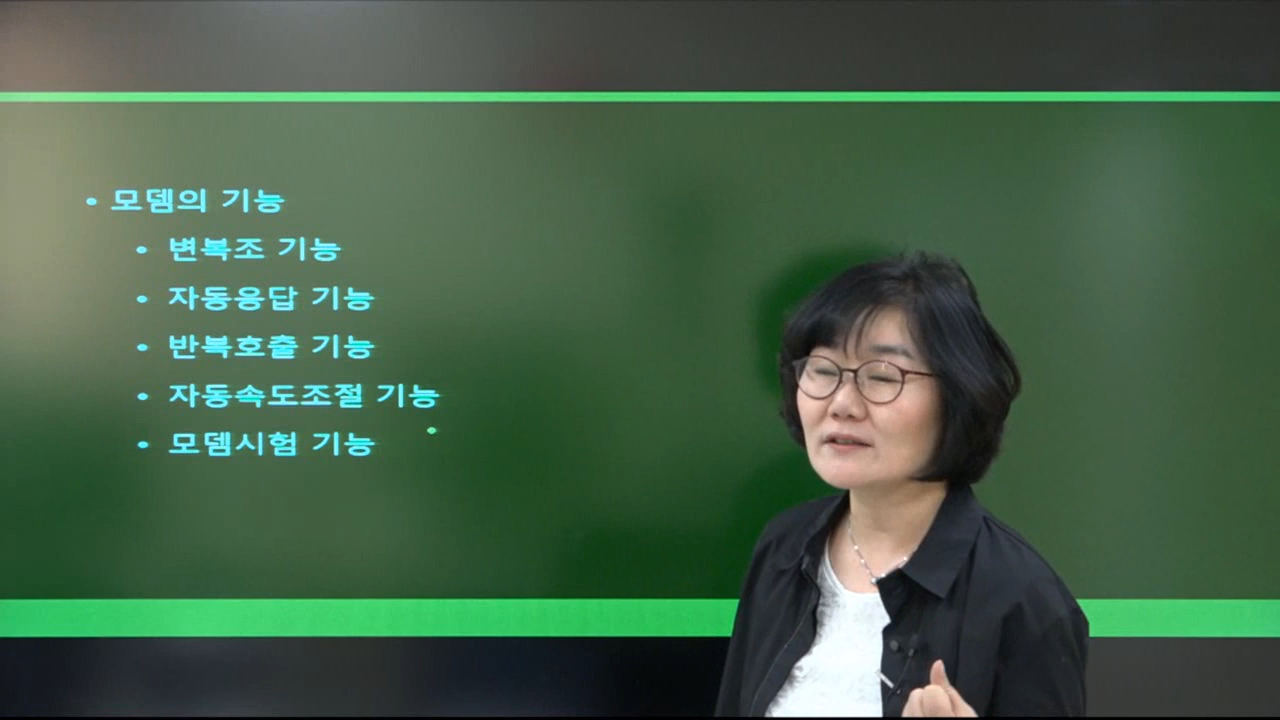 • 모뎀의 기능
• 변복조 기능
• 자동응답 기능
• 반복호출 기능
• 자동속도조절 기능
• 모뎀시험 기능